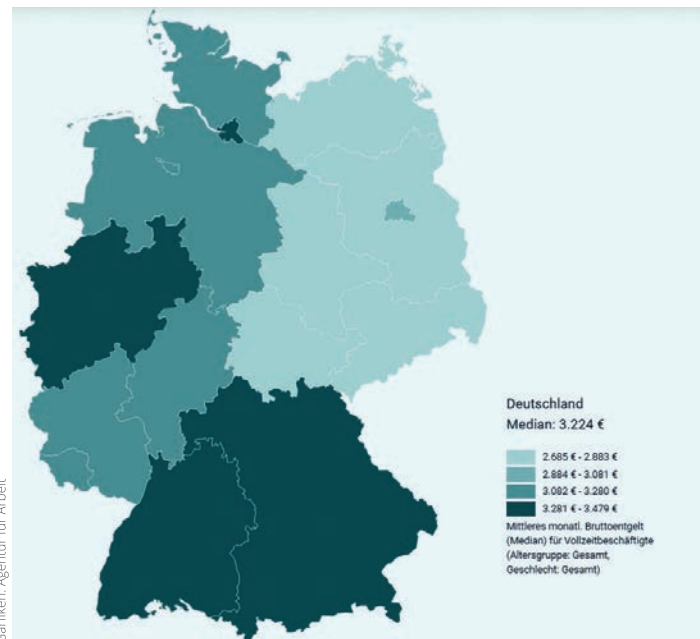 Deutschland
Median: 3.224 €
2.685 € - 2.883 €
2.884 € - 3.081 €
3.082 € - 3.280 €
3.281 € - 3.479 €
Mittleres monatl. Bruttoentgelt
(Median) für Vollzeitbeschäftigte
(Altersgruppe: Gesamt,
Geschlecht: Gesamt)
Agentur für Arbeit